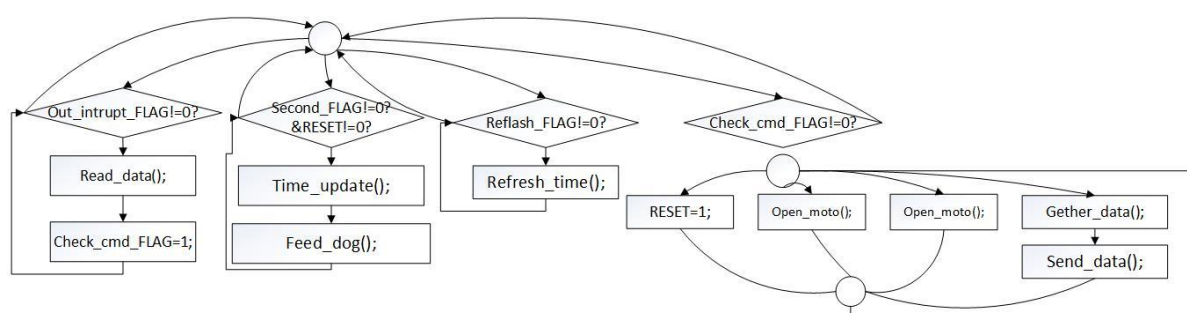 Out_intrupt_FLAG!=0?
Second_FLAG!=0?
&RESET!=0?
Reflash_FLAG!=0?
Check_cmd_FLAG!=0?
Read_data();
Time_update();
Refresh_time();
RESET=1;
Open_moto();
Open_moto();
Gether_data();
Check_cmd_FLAG=1;
Feed_dog();
Send_data();